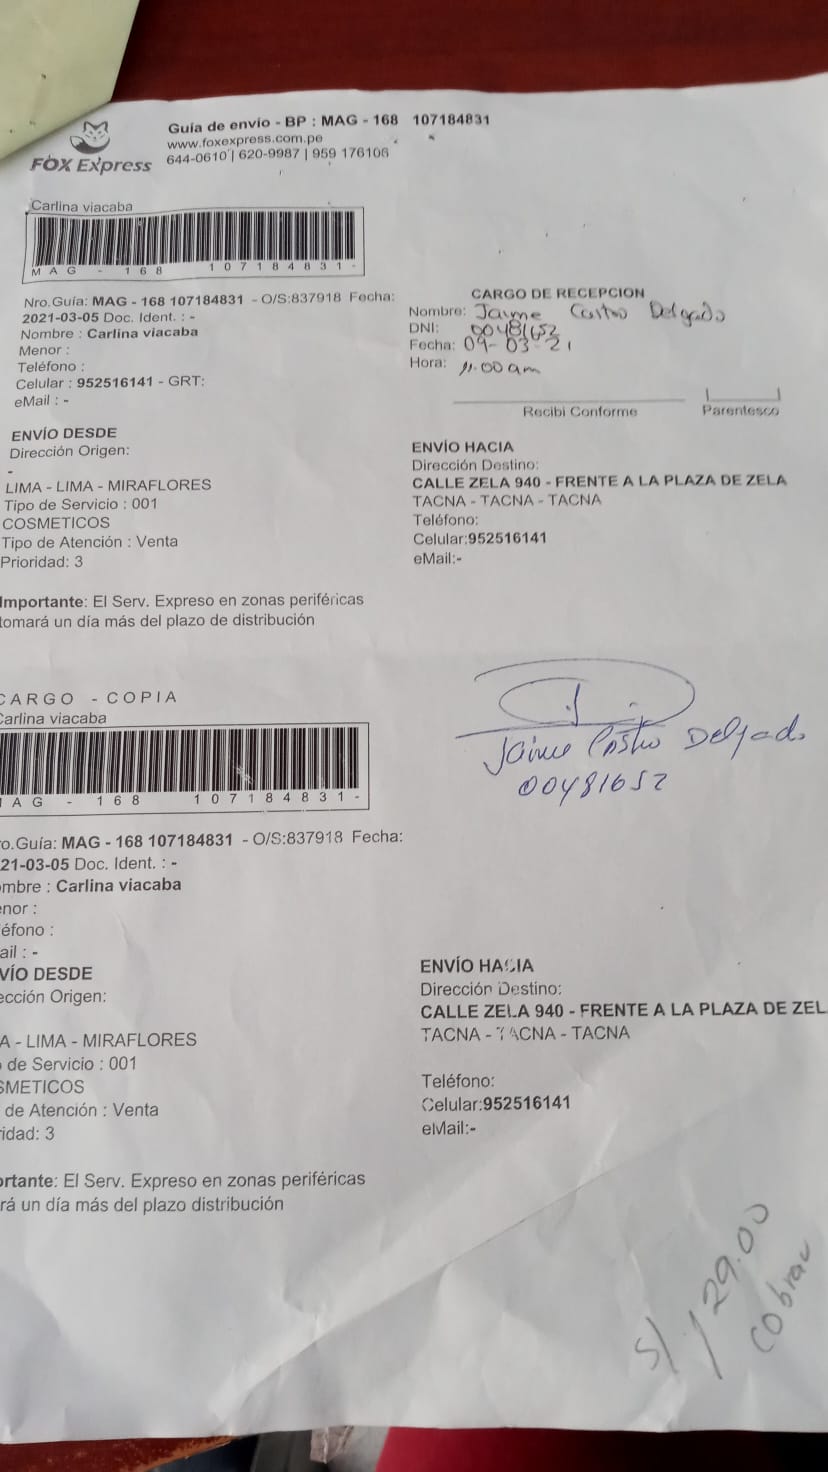 Guía de envío - BP : MAG - 168 107184831
www.foxexpress.com.pe
644-0610 | 620-9987 | 959 176106
FOX Express
Carlina viacaba
MAG - 168 107184831-
Nro.Guía: MAG - 168 107184831 - O/S:837918 Fecha:
2021-03-05 Doc. Ident. : -
Nombre : Carlina viacaba
Menor :
Teléfono :
Celular : 952516141 - GRT:
eMail : -
CARGO DE RECEPCION
Nombre: Jaime Castro Delgado
DNI: 00481652
Fecha: 09-03-21
Hora: 11.00 am
Recibi Conforme Parentesco
ENVÍO DESDE
Dirección Origen:
-
LIMA - LIMA - MIRAFLORES
Tipo de Servicio : 001
COSMETICOS
Tipo de Atención : Venta
Prioridad: 3
ENVÍO HACIA
Dirección Destino:
CALLE ZELA 940 - FRENTE A LA PLAZA DE ZELA
TACNA - TACNA - TACNA
Teléfono:
Celular:952516141
eMail:-
Importante: El Serv. Expreso en zonas periféricas
tomará un día más del plazo de distribución
CARGO - COPIA
Carlina viacaba
MAG - 168 107184831-
Jaime Castro Delgado
00481652
ro.Guía: MAG - 168 107184831 - O/S:837918 Fecha:
21-03-05 Doc. Ident. : -
ombre : Carlina viacaba
enor :
éfono :
ail : -
VÍO DESDE
ección Origen:
A - LIMA - MIRAFLORES
de Servicio : 001
SMETICOS
de Atención : Venta
ridad: 3
ENVÍO HACIA
Dirección Destino:
CALLE ZELA 940 - FRENTE A LA PLAZA DE ZEL
TACNA - TACNA - TACNA
Teléfono:
Celular:952516141
eMail:-
ortante: El Serv. Expreso en zonas periféricas
rá un día más del plazo distribución
S/ 129.00
cobrar